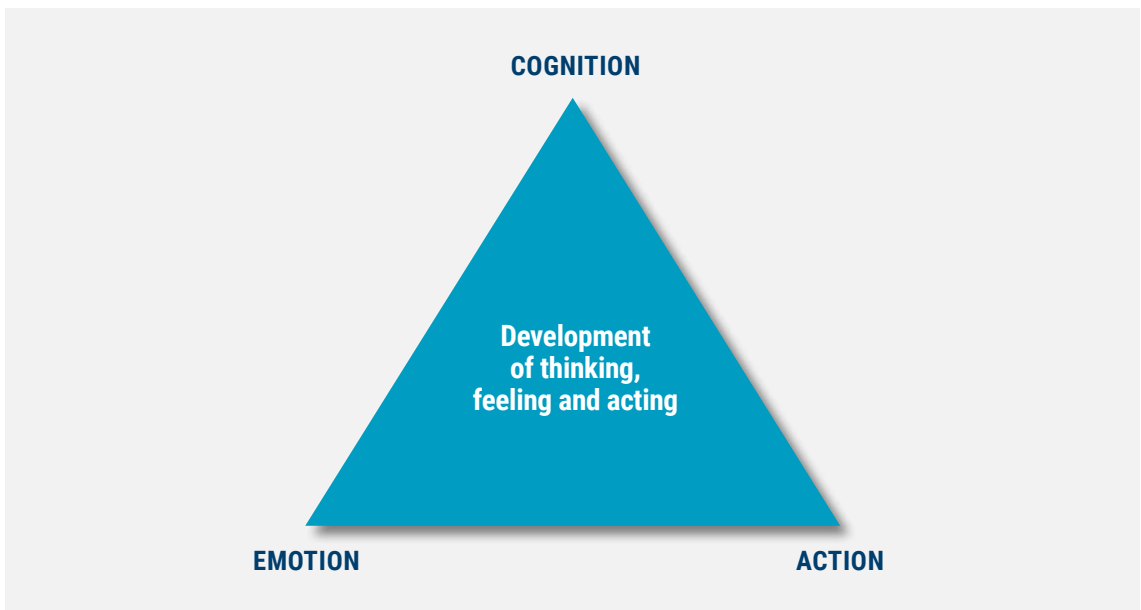 COGNITION
Development
of thinking,
feeling and acting
EMOTION
ACTION